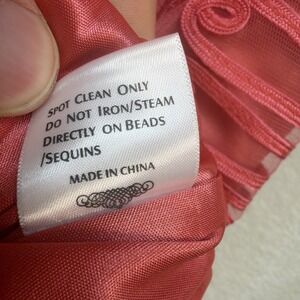 SPOT CLEAN ONLY
DO NOT IRON/STEAM
DIRECTLY ON BEADS
/SEQUINS
MADE IN CHINA